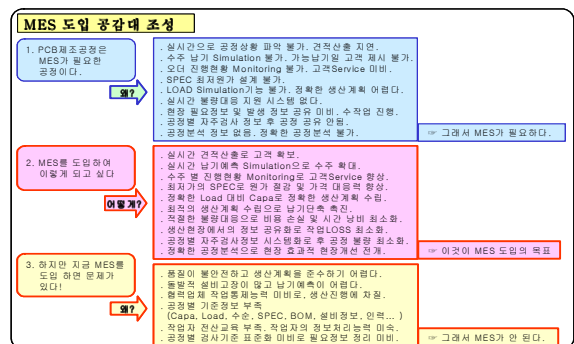 MES 도입 공감대 조성
1. PCB제조공정은
MES가 필요한
공정이다.
왜?
. 실시간으로 공정상황 파악 불가. 견적산출 지연.
. 수주 납기 Simulation 불가. 가능납기일 고객 제시 불가.
. 오더 진행현황 Monitoring 불가. 고객Service 미비.
. SPEC 최저원가 설계 불가.
. LOAD Simulation기능 불가. 정확한 생산계획 어렵다.
. 실시간 불량대응 지원 시스템 없다.
. 현장 필요정보 및 발생 정보 공유 미비. 수작업 진행.
. 공정별 자주검사 정보 후 공정 공유 안됨.
. 공정분석 정보 없음. 정확한 공정분석 불가.
☞ 그래서 MES가 필요하다.
2. MES를 도입하여
이렇게 되고 싶다
어떻게?
. 실시간 견적산출로 고객 확보.
. 실시간 납기예측 Simulation으로 수주 확대.
. 수주 별 진행현황 Monitoring로 고객Service 향상.
. 최저가의 SPEC로 원가 절감 및 가격 대응력 향상.
. 정확한 Load 대비 Capa로 정확한 생산계획 수립.
. 최적의 생산계획 수립으로 납기단축 촉진.
. 적절한 불량대응으로 비용 손실 및 시간 낭비 최소화.
. 생산현장에서의 정보 공유화로 작업LOSS 최소화.
. 공정별 자주검사정보 시스템화로 후 공정 불량 최소화.
. 정확한 공정분석으로 현장 효과적 현장개선 전개.
☞ 이것이 MES 도입의 목표
3. 하지만 지금 MES를
도입 하면 문제가
있다!
왜?
. 품질이 불안전하고 생산계획을 준수하기 어렵다.
. 돌발적 설비고장이 많고 납기예측이 어렵다.
. 협력업체 작업통제능력 미비로, 생산진행에 차질.
. 공정별 기준정보 부족
(Capa, Load, 수순, SPEC, BOM, 설비정보, 인력... )
. 작업자 전산교육 부족. 작업자의 정보처리능력 미숙.
. 공정별 검사기준 표준화 미비로 필요정보 정리 미비.
☞ 그래서 MES가 안 된다.